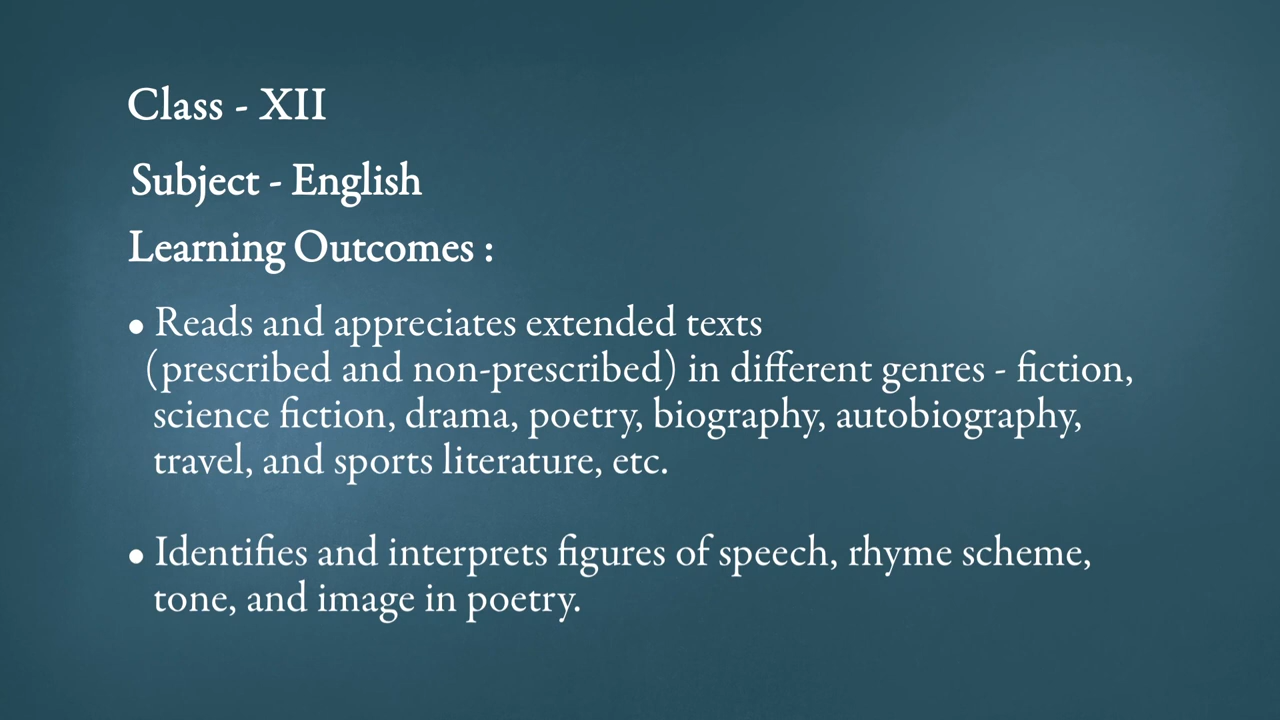 Class - XII
Subject - English
Learning Outcomes :
• Reads and appreciates extended texts
(prescribed and non-prescribed) in different genres - fiction,
science fiction, drama, poetry, biography, autobiography,
travel, and sports literature, etc.
• Identifies and interprets figures of speech, rhyme scheme,
tone, and image in poetry.